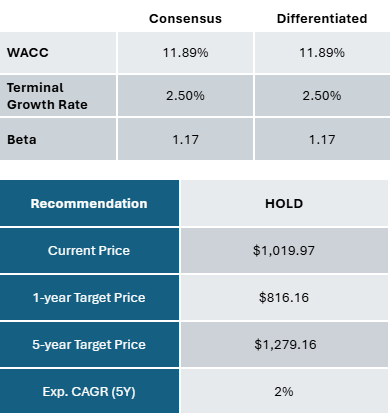 Consensus Differentiated
WACC 11.89% 11.89%
Terminal
Growth Rate 2.50% 2.50%
Beta 1.17 1.17
Recommendation HOLD
Current Price $1,019.97
1-year Target Price $816.16
5-year Target Price $1,279.16
Exp. CAGR (5Y) 2%